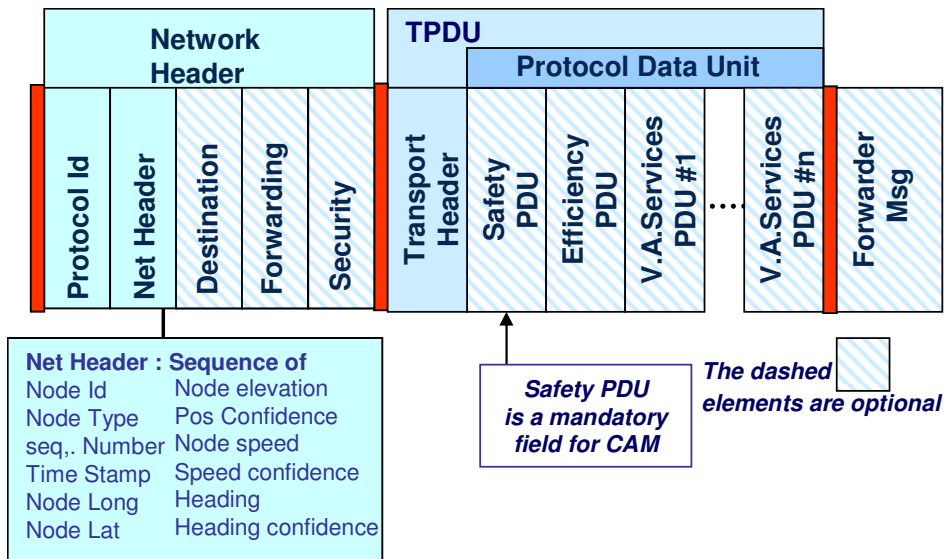 Network
Header
TPDU
Protocol Data Unit
Protocol Id
Net Header
Destination
Forwarding
Security
Transport
Header
Safety
PDU
Efficiency
PDU
V.A.Services
PDU #1
V.A.Services
PDU #n
Forwarder
Msg
Net Header : Sequence of
Node Id
Node Type
seq,. Number
Time Stamp
Node Long
Node Lat
Node elevation
Pos Confidence
Node speed
Speed confidence
Heading
Heading confidence
Safety PDU
is a mandatory
field for CAM
The dashed
elements are optional